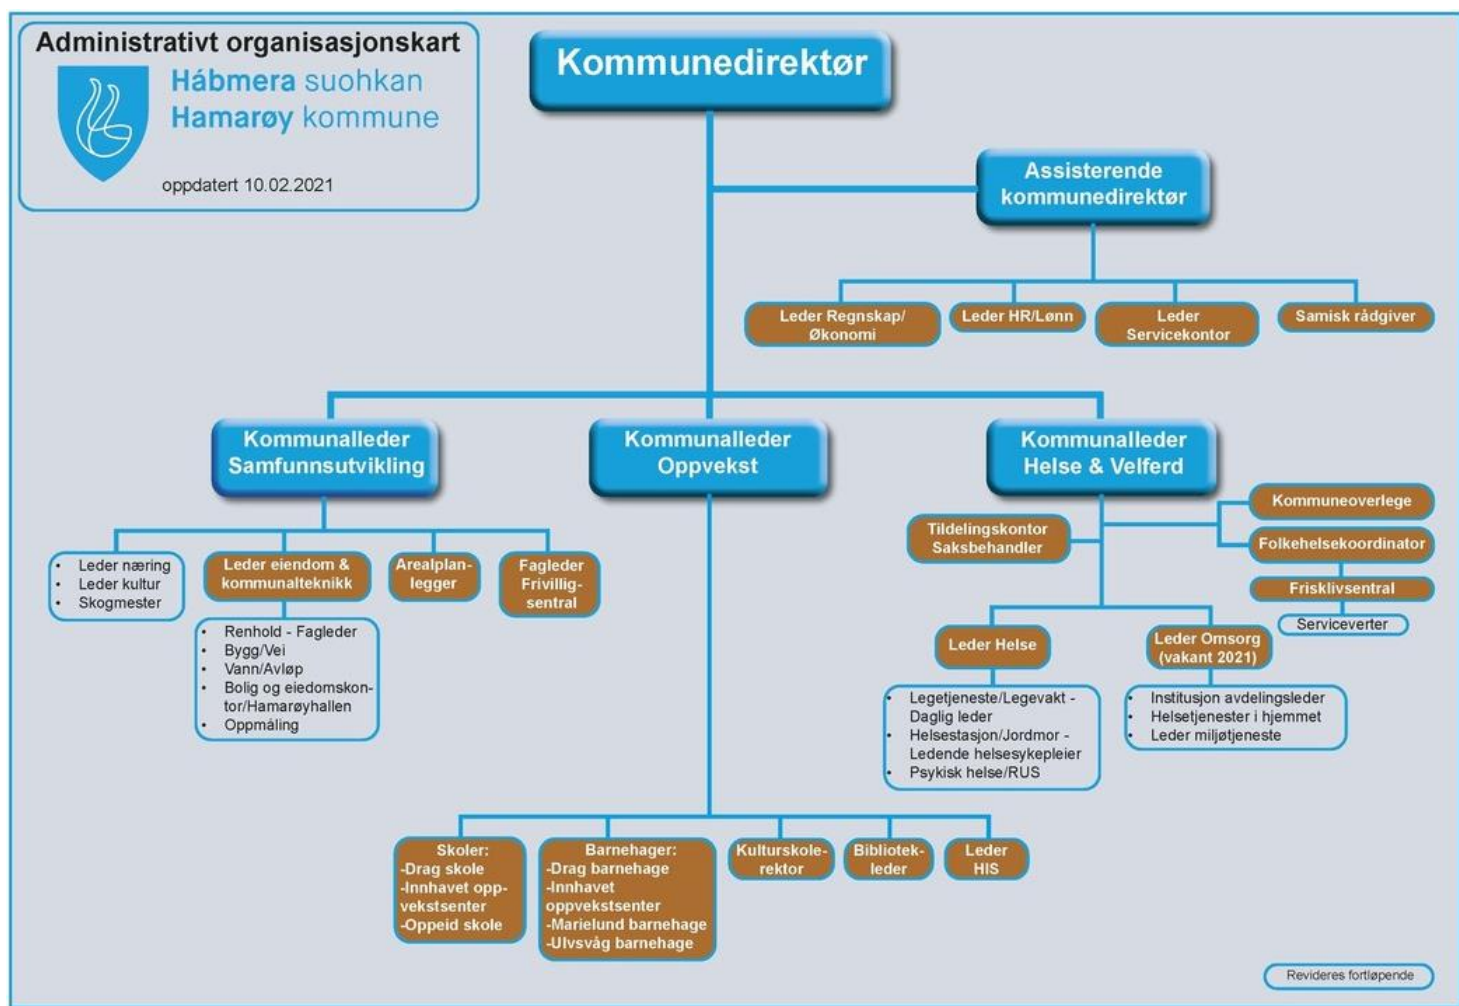 Administrativt organisasjonskart
Hábmera suohkan
Hamarøy kommune
oppdatert 10.02.2021
Kommunedirektør
Assisterende
kommunedirektør
Leder Regnskap/
Økonomi
Leder HR/Lønn
Leder
Servicekontor
Samisk rådgiver
Kommunalleder
Samfunnsutvikling
Kommunalleder
Oppvekst
Kommunalleder
Helse & Velferd
• Leder næring
• Leder kultur
• Skogmester
Leder eiendom &
kommunalteknikk
Arealplan-
legger
Fagleder
Frivillig-
sentral
• Renhold - Fagleder
• Bygg/Vei
• Vann/Avløp
• Bolig og eiedomskon-
tor/Hamarøyhallen
• Oppmåling
Tildelingskontor
Saksbehandler
Kommuneoverlege
Folkehelsekoordinator
Frisklivsentral
Serviceverter
Leder Helse
Leder Omsorg
(vakant 2021)
• Legetjeneste/Legevakt -
Daglig leder
• Helsestasjon/Jordmor -
Ledende helsesykepleier
• Psykisk helse/RUS
• Institusjon avdelingsleder
• Helsetjenester i hjemmet
• Leder miljøtjeneste
Skoler:
-Drag skole
-Innhavet opp-
vekstsenter
-Oppeid skole
Barnehager:
-Drag barnehage
-Innhavet
oppvekstsenter
-Marielund barnehage
-Ulvsvåg barnehage
Kulturskole-
rektor
Bibliotek-
leder
Leder
HIS
Revideres fortløpende